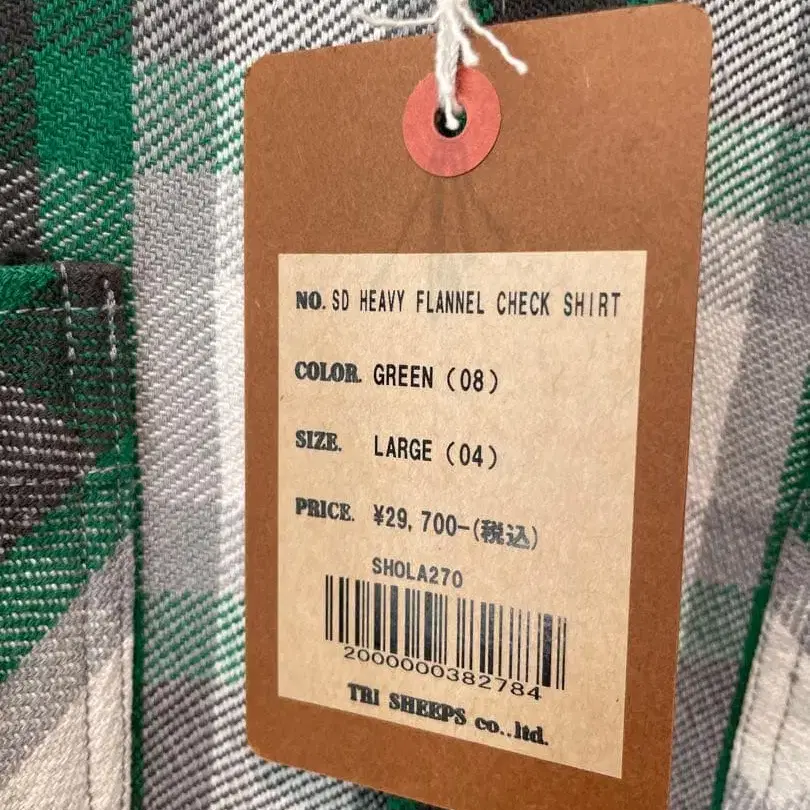 NO. SD HEAVY FLANNEL CHECK SHIRT
COLOR. GREEN (08)
SIZE. LARGE (04)
PRICE. ¥29,700-(税込)
SHOLA270
2000000382784
TRI SHEEPS co..ltd.